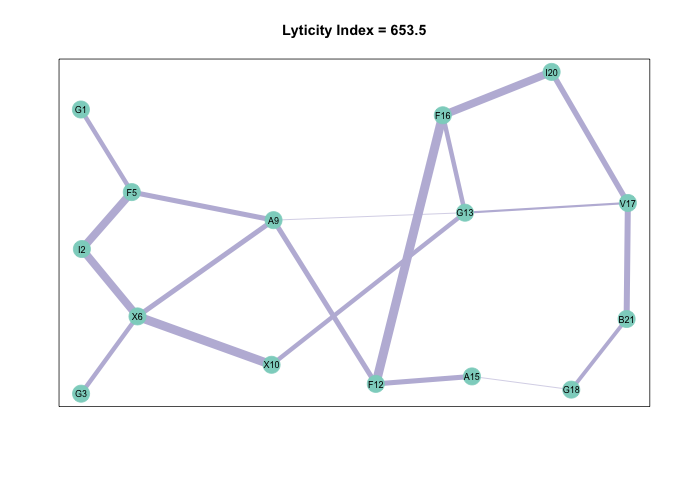 Lyticity Index = 653.5
I20
G1
F16
F5
V17
G13
A9
I2
X6
B21
X10
A15
F12
G18
G3